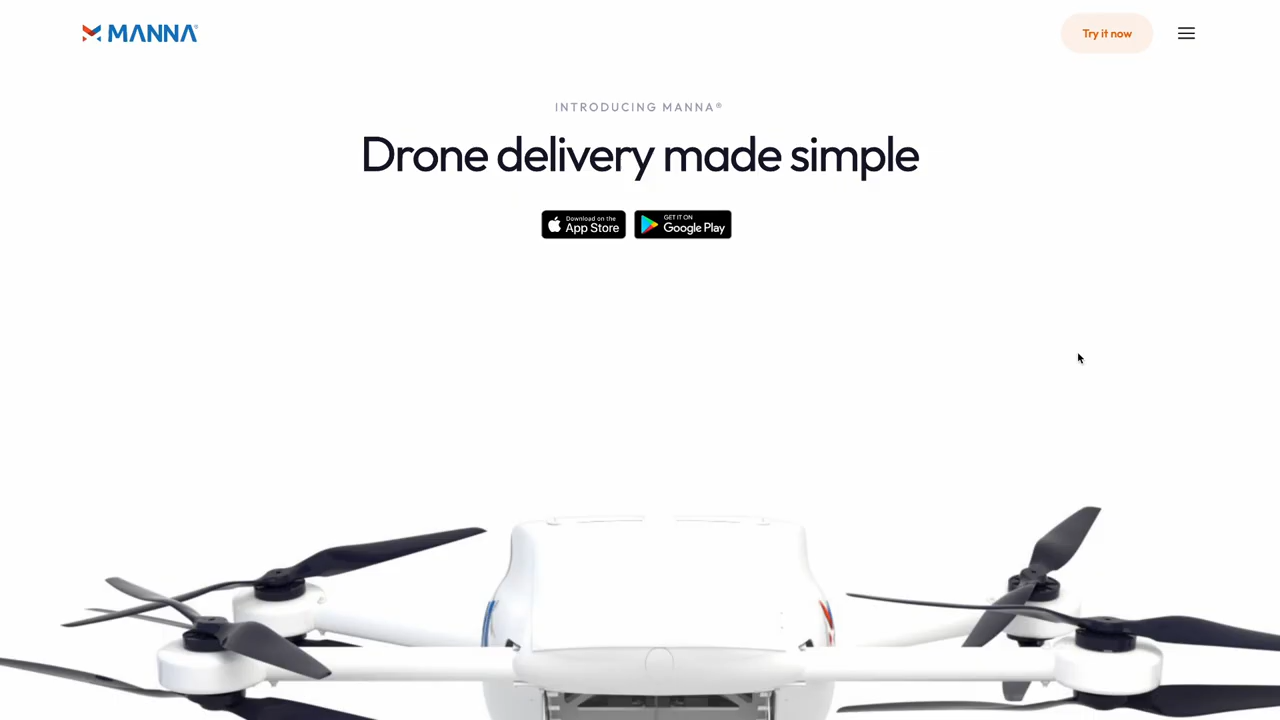 MANNA®
Try it now
INTRODUCING MANNA®
Drone delivery made simple
Download on the
App Store
GET IT ON
Google Play